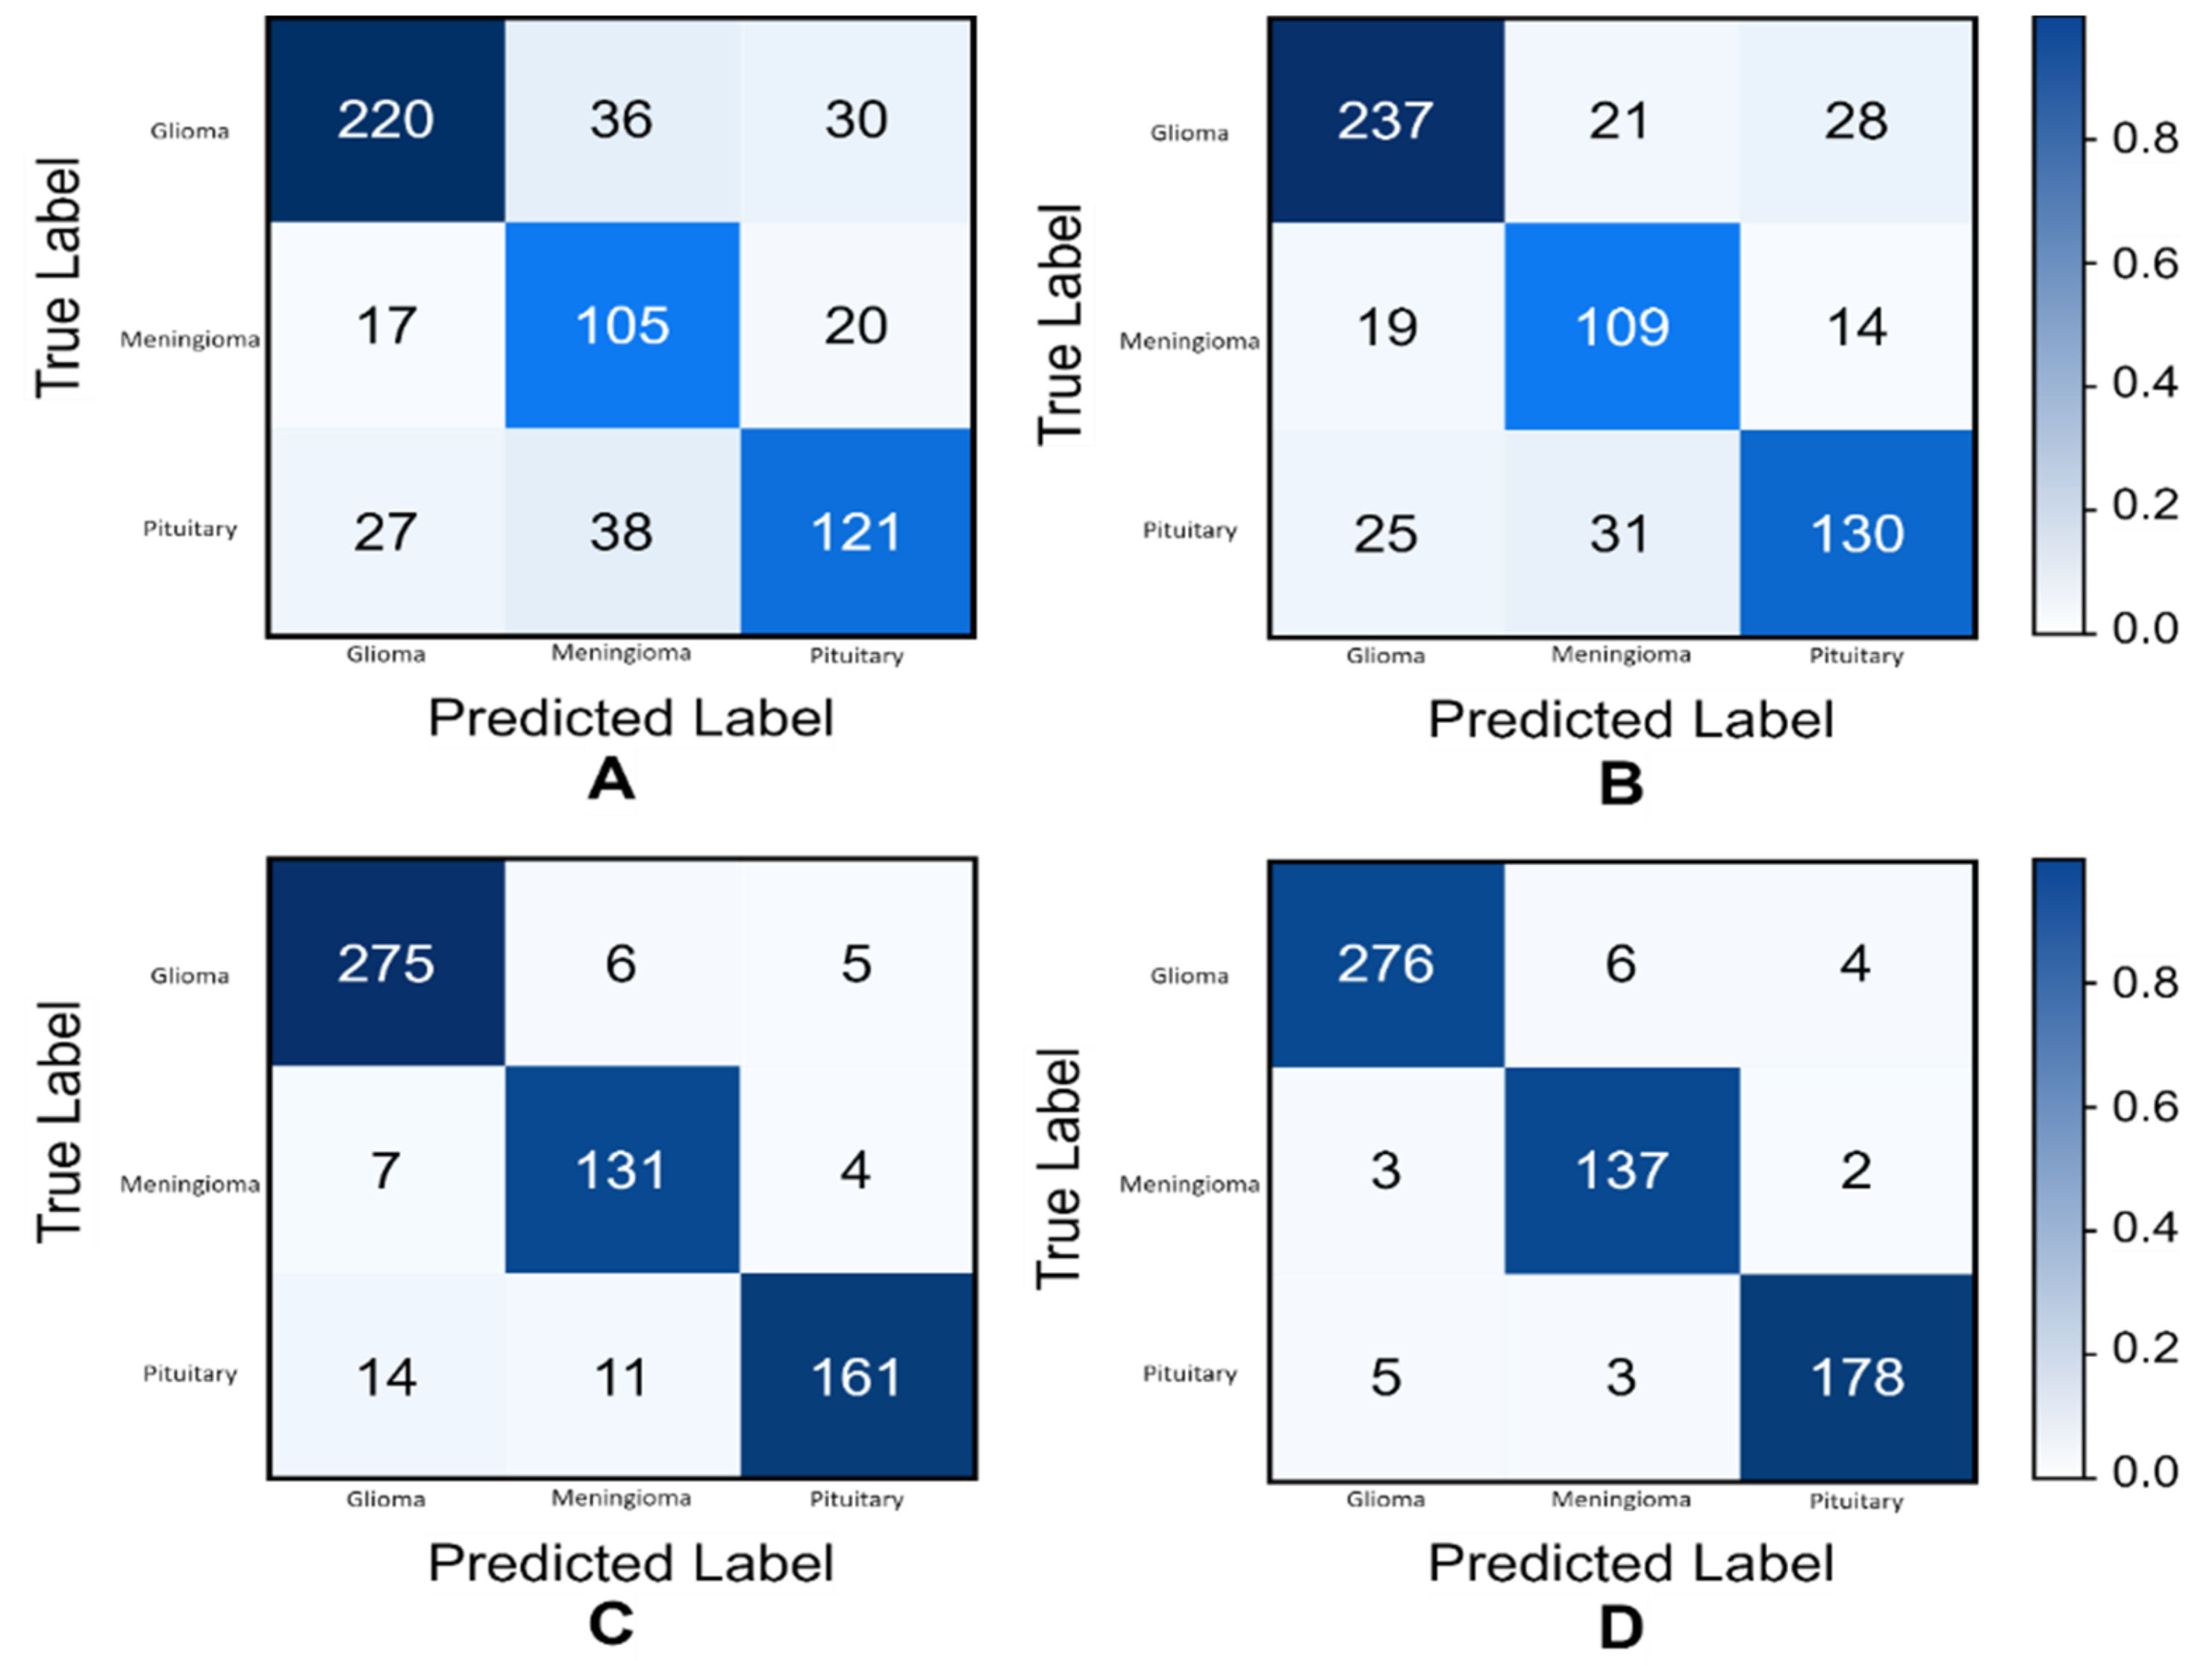 True Label
Glioma 220 36 30
Meningioma 17 105 20
Pituitary 27 38 121
Glioma Meningioma Pituitary
Predicted Label
A
True Label
Glioma 237 21 28
Meningioma 19 109 14
Pituitary 25 31 130
Glioma Meningioma Pituitary
Predicted Label
B
0.8
0.6
0.4
0.2
0.0
True Label
Glioma 275 6 5
Meningioma 7 131 4
Pituitary 14 11 161
Glioma Meningioma Pituitary
Predicted Label
C
True Label
Glioma 276 6 4
Meningioma 3 137 2
Pituitary 5 3 178
Glioma Meningioma Pituitary
Predicted Label
D
0.8
0.6
0.4
0.2
0.0